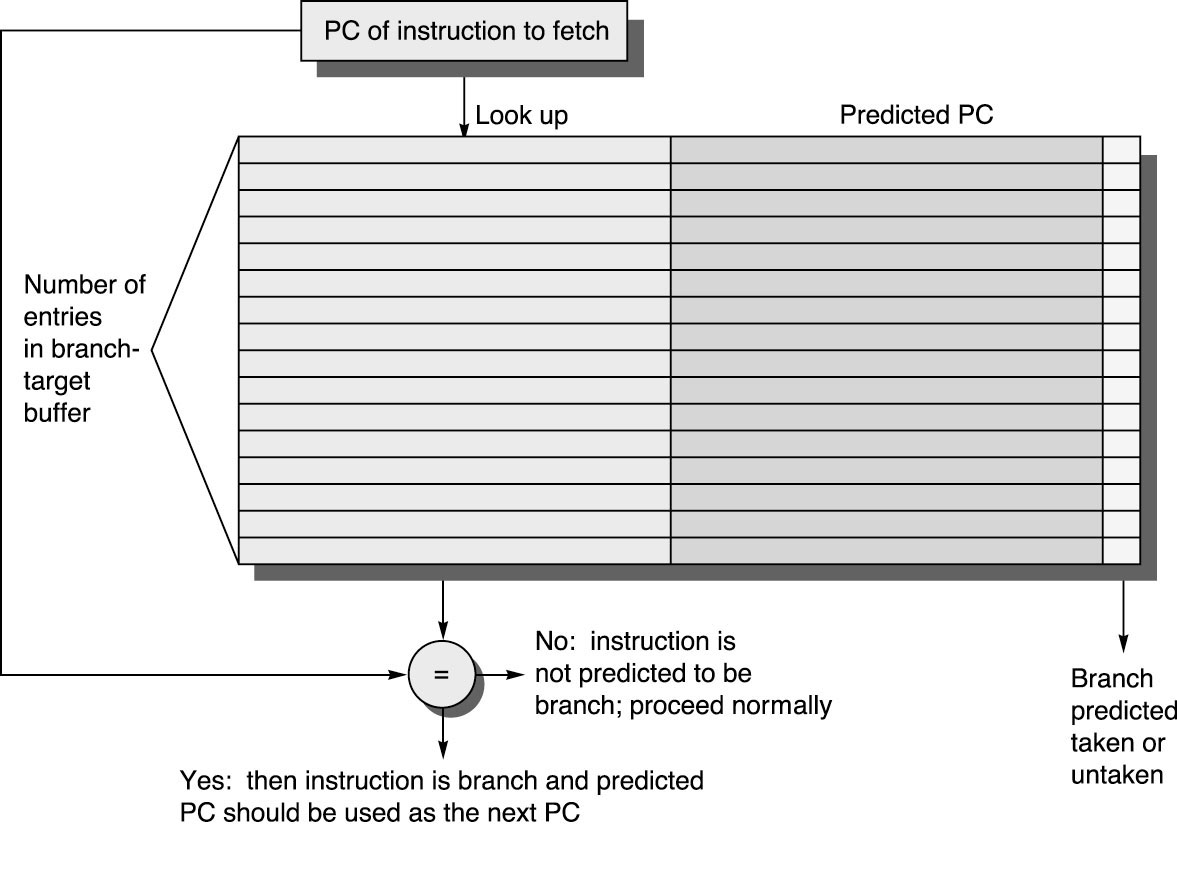 PC of instruction to fetch
Look up
Predicted PC
Number of
entries
in branch-
target
buffer
=
No: instruction is
not predicted to be
branch; proceed normally
Branch
predicted
taken or
untaken
Yes: then instruction is branch and predicted
PC should be used as the next PC